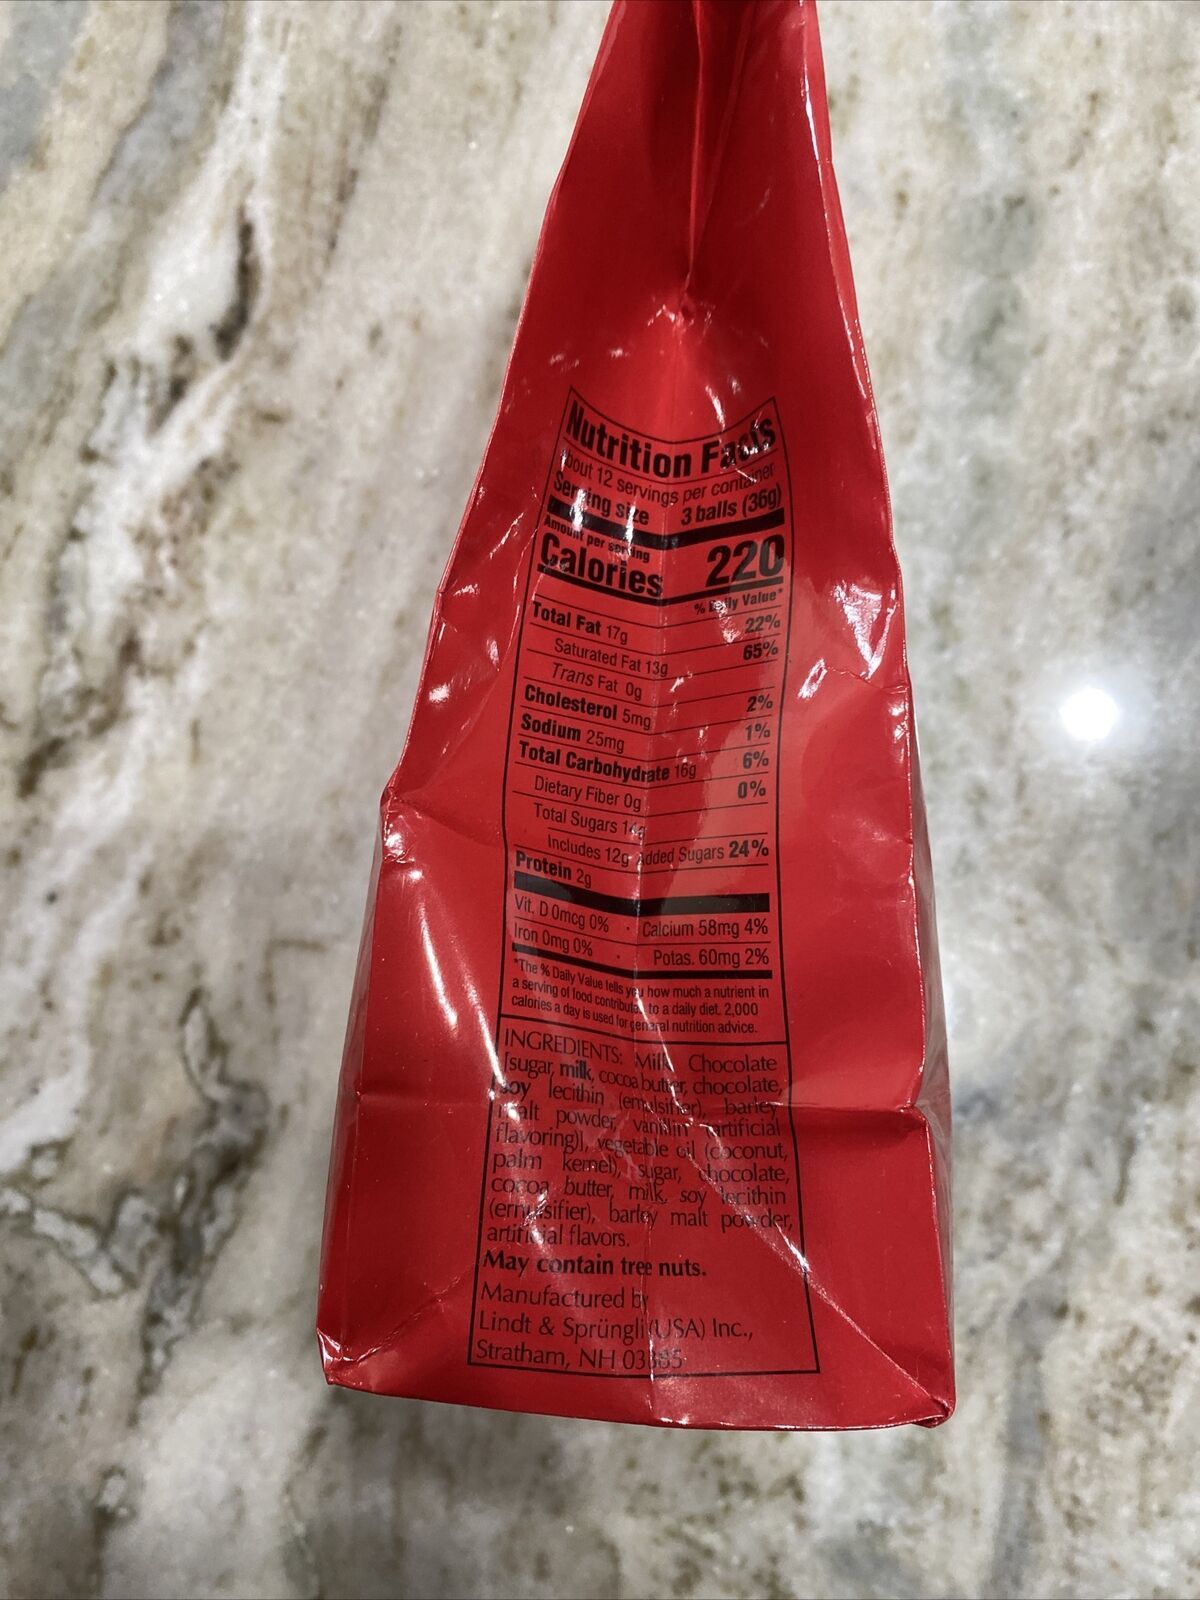 Nutrition Facts
About 12 servings per container
Serving size 3 balls (36g)
Amount per serving
Calories 220
% Daily Value*
Total Fat 17g 22%
Saturated Fat 13g 65%
Trans Fat 0g
Cholesterol 5mg 2%
Sodium 25mg 1%
Total Carbohydrate 16g 6%
Dietary Fiber 0g 0%
Total Sugars 14g
Includes 12g Added Sugars 24%
Protein 2g
Vit. D 0mcg 0% · Calcium 58mg 4%
Iron 0mg 0% · Potas. 60mg 2%
*The % Daily Value tells you how much a nutrient in
a serving of food contributes to a daily diet. 2,000
calories a day is used for general nutrition advice.
INGREDIENTS: Milk Chocolate
[sugar, milk, cocoa butter, chocolate,
soy lecithin (emulsifier), barley
malt powder, vanillin (artificial
flavoring)], vegetable oil (coconut,
palm kernel), sugar, chocolate,
cocoa butter, milk, soy lecithin
(emulsifier), barley malt powder,
artificial flavors.
May contain tree nuts.
Manufactured by
Lindt & Sprüngli (USA) Inc.,
Stratham, NH 03885